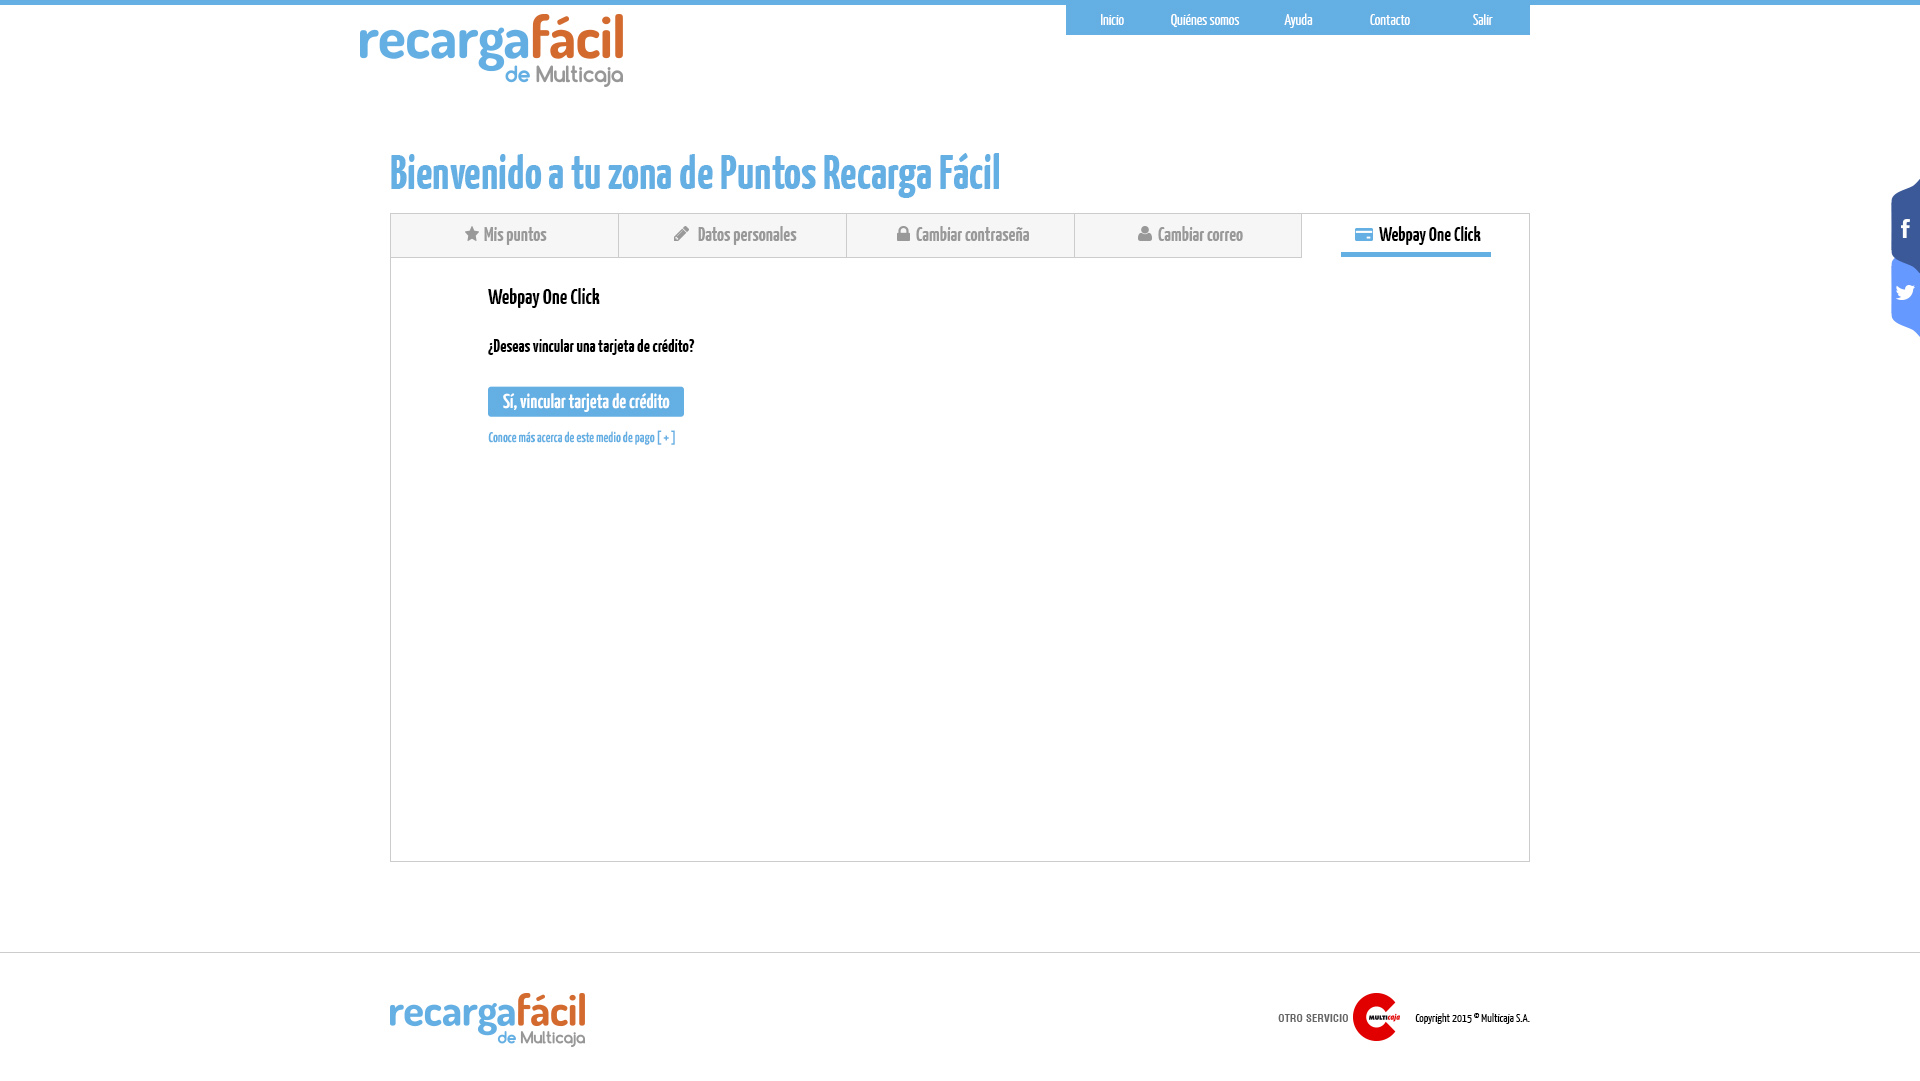 recargafácil
de Multicaja
Inicio
Quiénes somos
Ayuda
Contacto
Salir
Bienvenido a tu zona de Puntos Recarga Fácil
Mis puntos
Datos personales
Cambiar contraseña
Cambiar correo
Webpay One Click
f
Webpay One Click
¿Deseas vincular una tarjeta de crédito?
Sí, vincular tarjeta de crédito
Conoce más acerca de este medio de pago [ + ]
recargafácil
de Multicaja
OTRO SERVICIO
MULTIcaja
Copyright 2015 © Multicaja S.A.